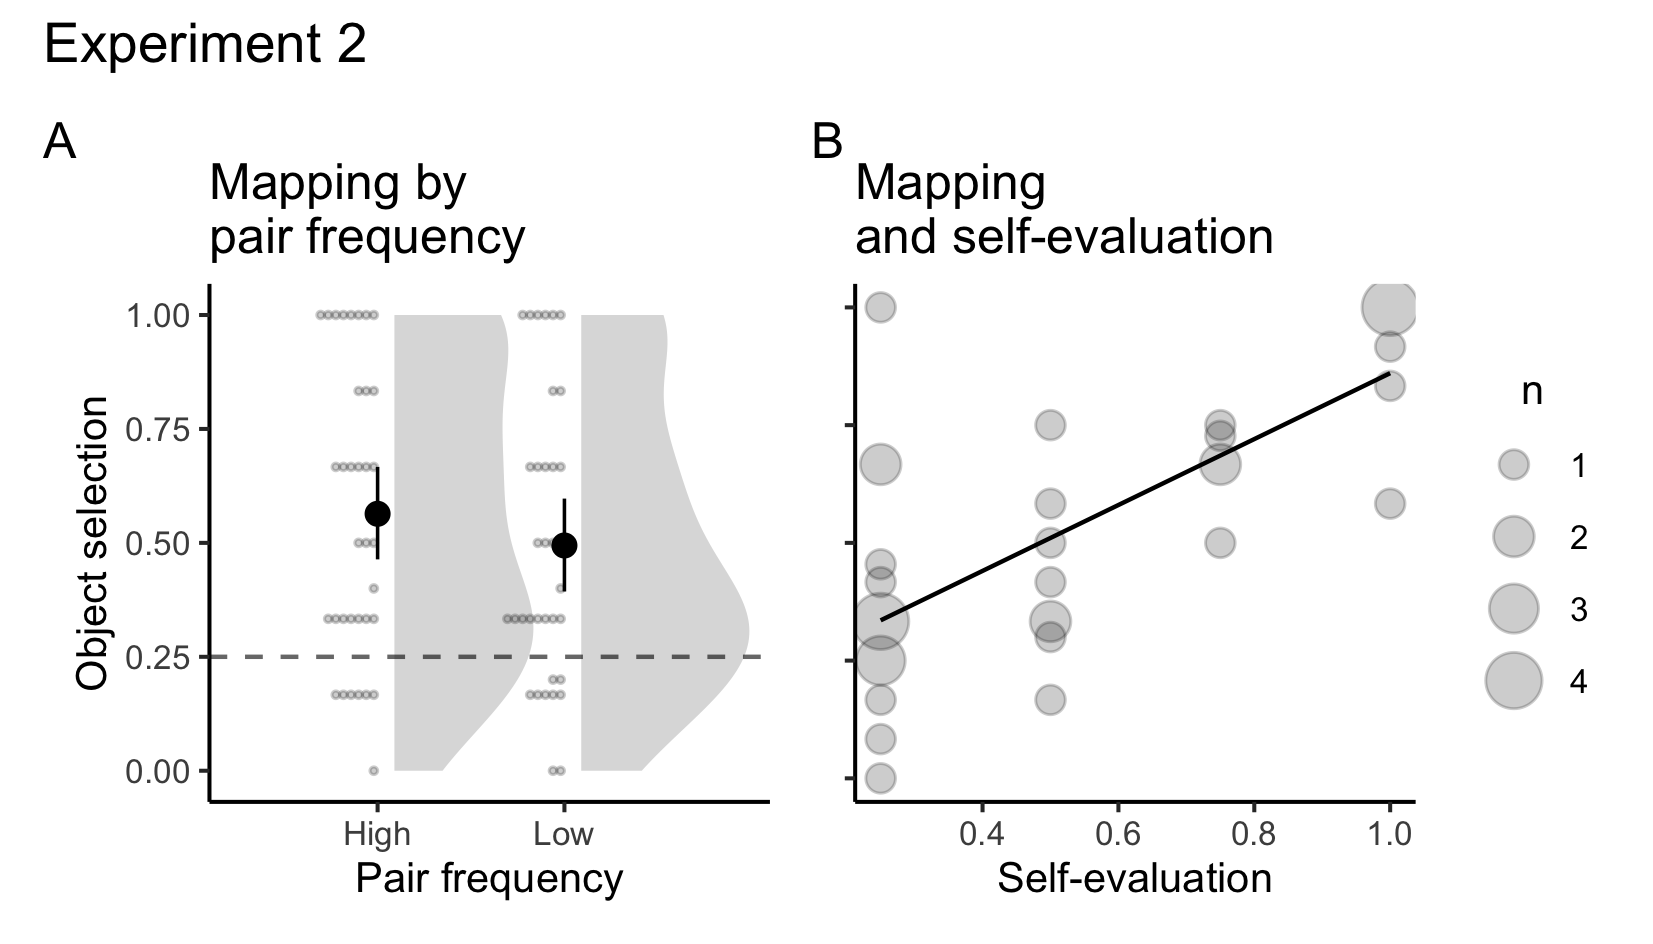 Experiment 2
A
Mapping by
pair frequency
Object selection
1.00
0.75
0.50
0.25
0.00
High
Low
Pair frequency
B
Mapping
and self-evaluation
0.4
0.6
0.8
1.0
Self-evaluation
n
1
2
3
4